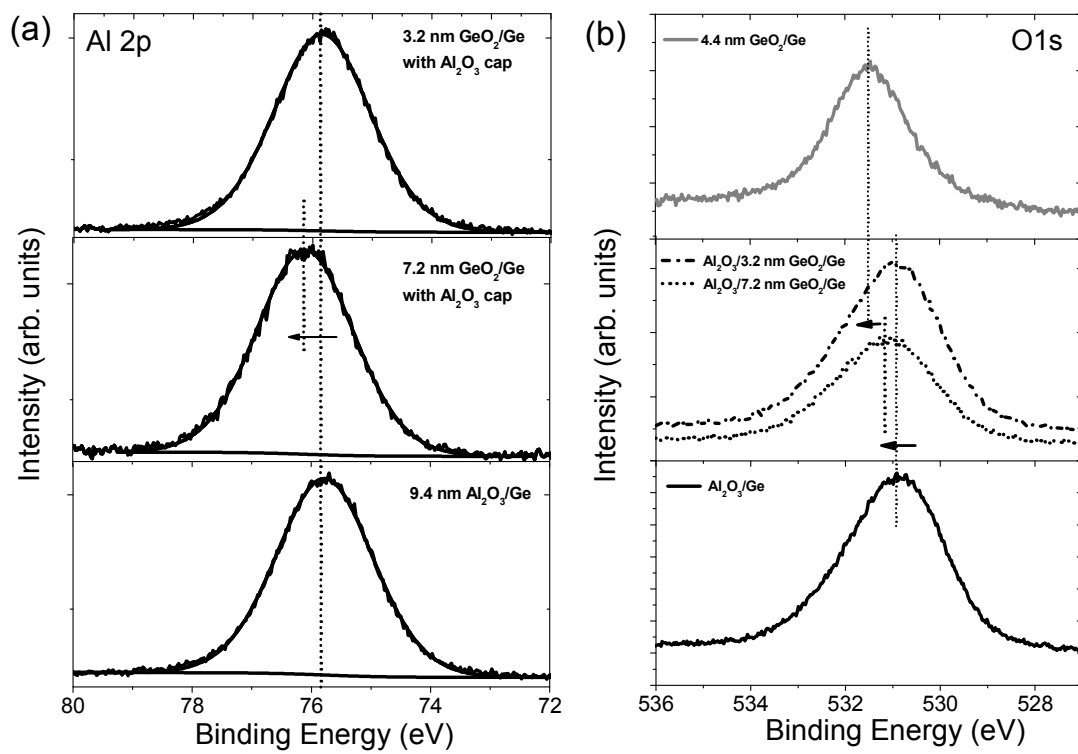 (a)
Al 2p
3.2 nm GeO₂/Ge
with Al₂O₃ cap
7.2 nm GeO₂/Ge
with Al₂O₃ cap
9.4 nm Al₂O₃/Ge
Intensity (arb. units)
80 78 76 74 72
Binding Energy (eV)
(b)
O1s
4.4 nm GeO₂/Ge
Al₂O₃/3.2 nm GeO₂/Ge
Al₂O₃/7.2 nm GeO₂/Ge
Al₂O₃/Ge
Intensity (arb. units)
536 534 532 530 528
Binding Energy (eV)